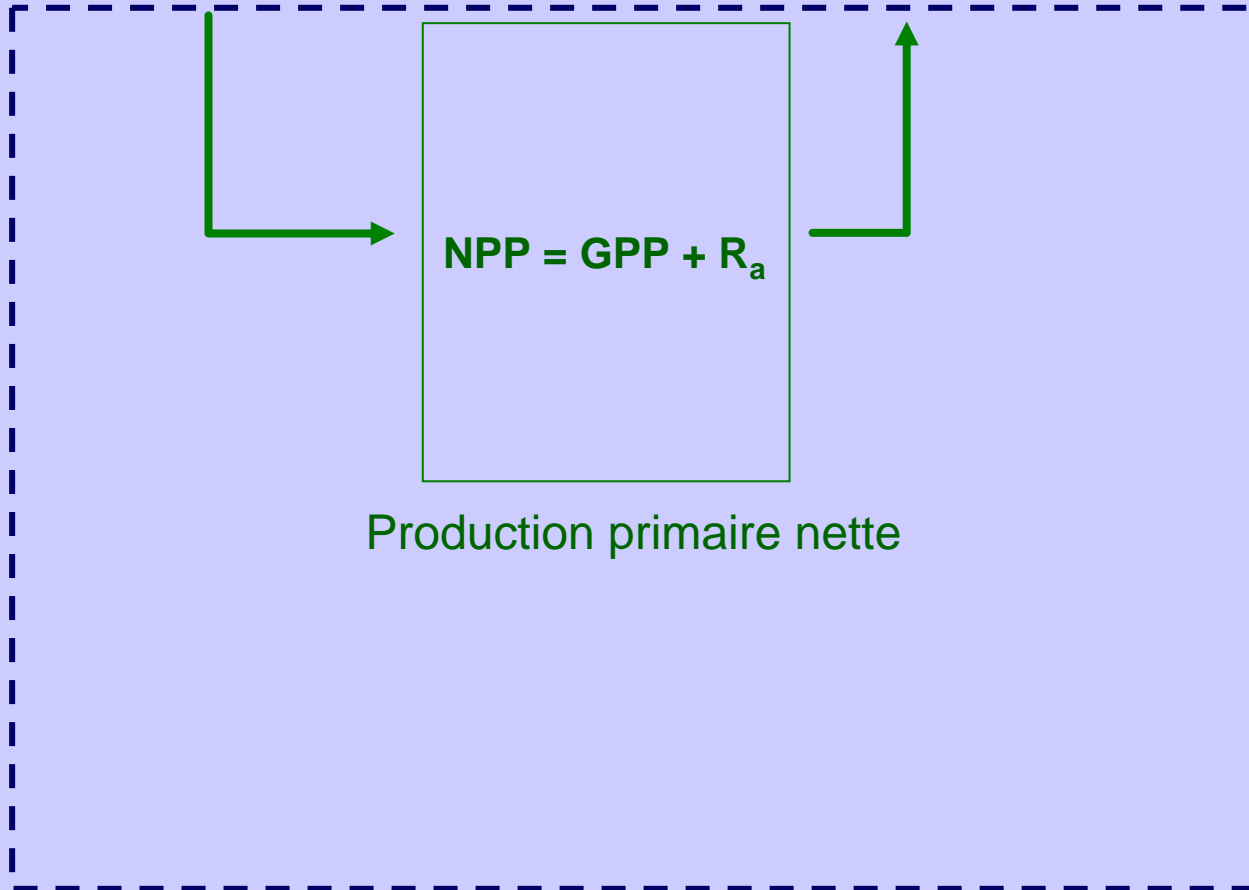 NPP = GPP + Rₐ
Production primaire nette